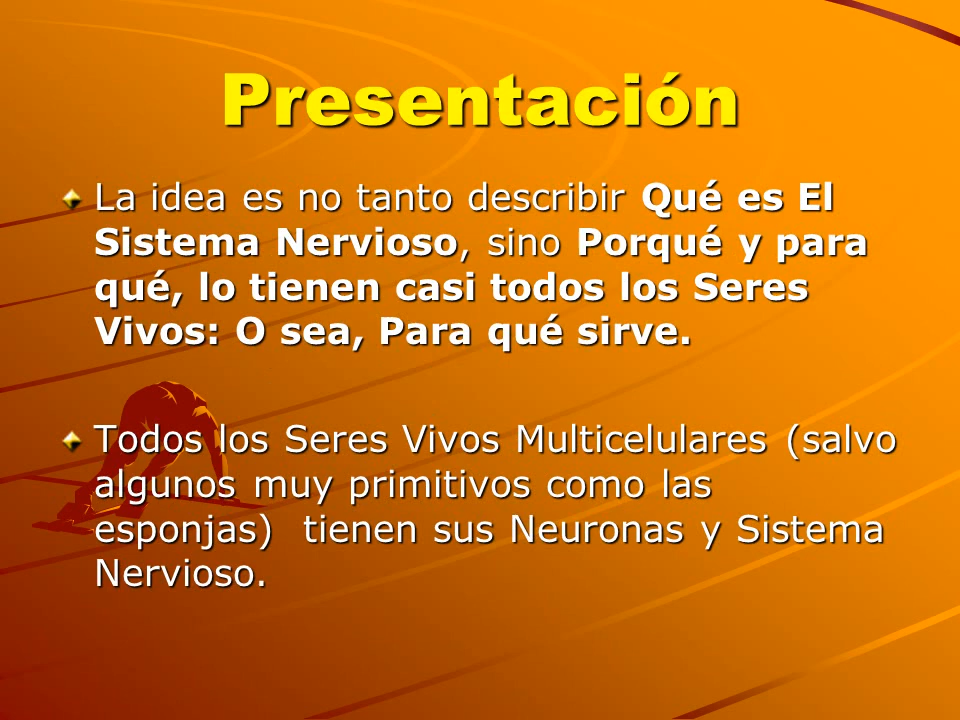 Presentación
La idea es no tanto describir Qué es El
Sistema Nervioso, sino Porqué y para
qué, lo tienen casi todos los Seres
Vivos: O sea, Para qué sirve.
Todos los Seres Vivos Multicelulares (salvo
algunos muy primitivos como las
esponjas)  tienen sus Neuronas y Sistema
Nervioso.